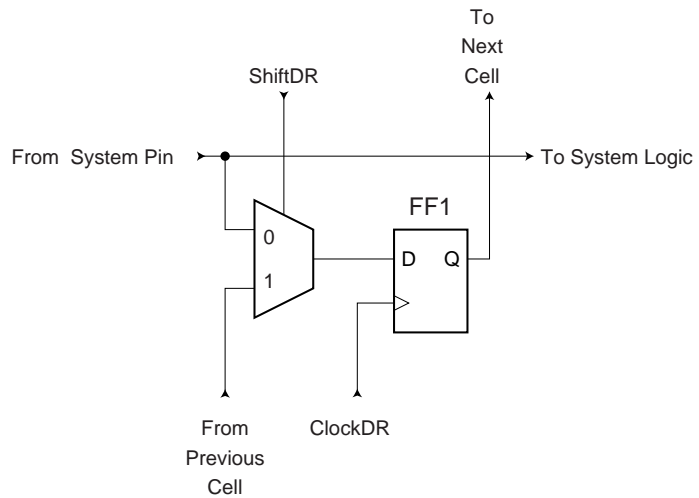 To
Next
Cell
ShiftDR
From System Pin
To System Logic
FF1
0
D Q
1
From
Previous
Cell
ClockDR